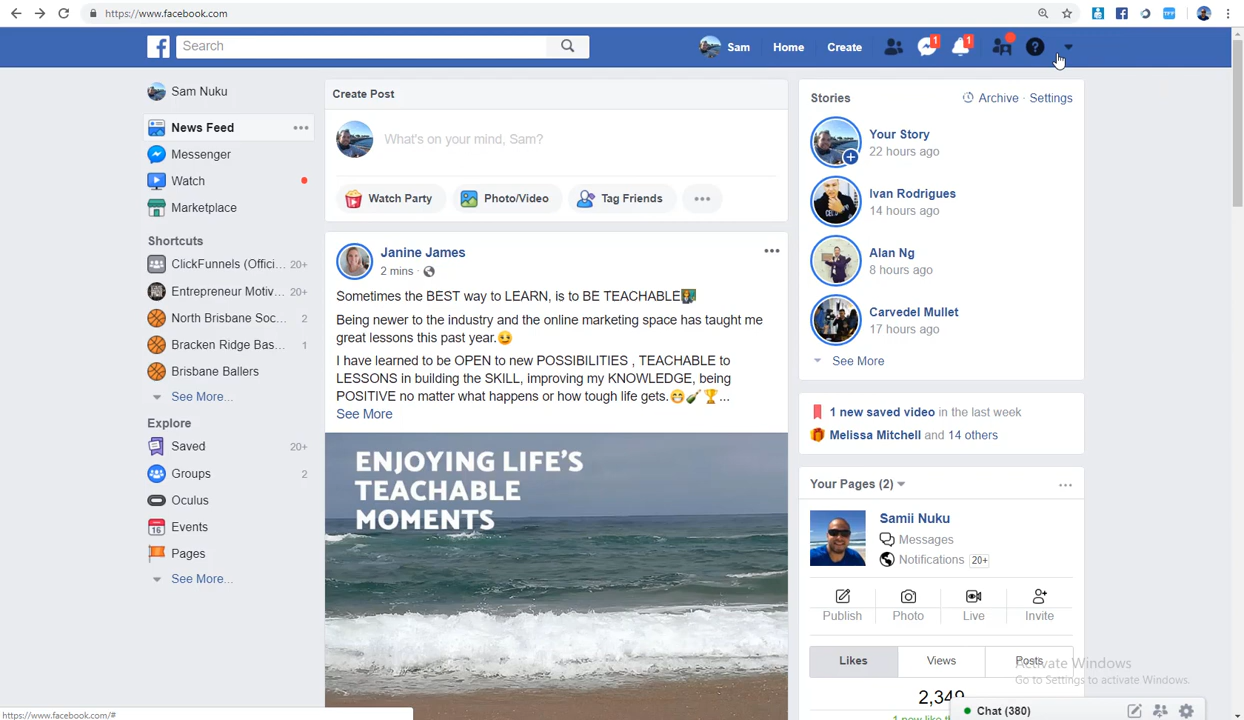 https://www.facebook.com
Search
Sam
Home
Create
1
1
Sam Nuku
News Feed
Messenger
Watch
Marketplace
Shortcuts
ClickFunnels (Offici... 20+
Entrepreneur Motiv... 20+
North Brisbane Soc... 2
Bracken Ridge Bas... 1
Brisbane Ballers
See More...
Explore
Saved 20+
Groups 2
Oculus
Events
Pages
See More...
Create Post
What's on your mind, Sam?
Watch Party
Photo/Video
Tag Friends
Janine James
2 mins ·
Sometimes the BEST way to LEARN, is to BE TEACHABLE
Being newer to the industry and the online marketing space has taught me
great lessons this past year.
I have learned to be OPEN to new POSSIBILITIES , TEACHABLE to
LESSONS in building the SKILL, improving my KNOWLEDGE, being
POSITIVE no matter what happens or how tough life gets. ...
See More
ENJOYING LIFE'S
TEACHABLE
MOMENTS
Stories
Archive · Settings
Your Story
22 hours ago
Ivan Rodrigues
14 hours ago
Alan Ng
8 hours ago
Carvedel Mullet
17 hours ago
See More
1 new saved video in the last week
Melissa Mitchell and 14 others
Your Pages (2)
Samii Nuku
Messages
Notifications 20+
Publish
Photo
Live
Invite
Likes
Views
Posts
2,349
Activate Windows
Go to Settings to activate Windows.
Chat (380)
https://www.facebook.com/#